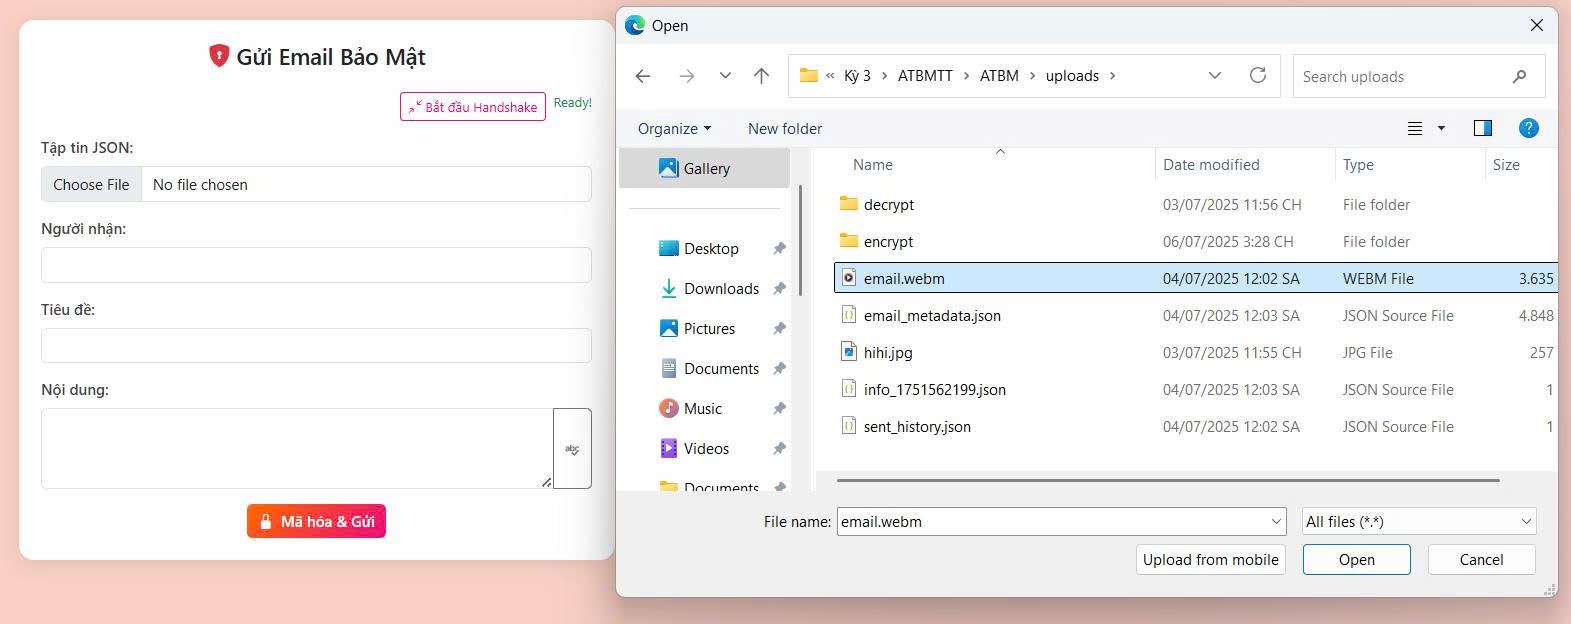 Gửi Email Bảo Mật
Bắt đầu Handshake
Ready!
Tập tin JSON:
Choose File
No file chosen
Người nhận:
Tiêu đề:
Nội dung:
abc
Mã hóa & Gửi
Open
« Kỳ 3 > ATBMTT > ATBM > uploads >
Search uploads
Organize
New folder
?
Gallery
Desktop
Downloads
Pictures
Documents
Music
Videos
Documents
Name Date modified Type Size
decrypt 03/07/2025 11:56 CH File folder
encrypt 06/07/2025 3:28 CH File folder
email.webm 04/07/2025 12:02 SA WEBM File 3.635
email_metadata.json 04/07/2025 12:03 SA JSON Source File 4.848
hihi.jpg 03/07/2025 11:55 CH JPG File 257
info_1751562199.json 04/07/2025 12:03 SA JSON Source File 1
sent_history.json 04/07/2025 12:02 SA JSON Source File 1
File name: email.webm
All files (*.*)
Upload from mobile
Open
Cancel